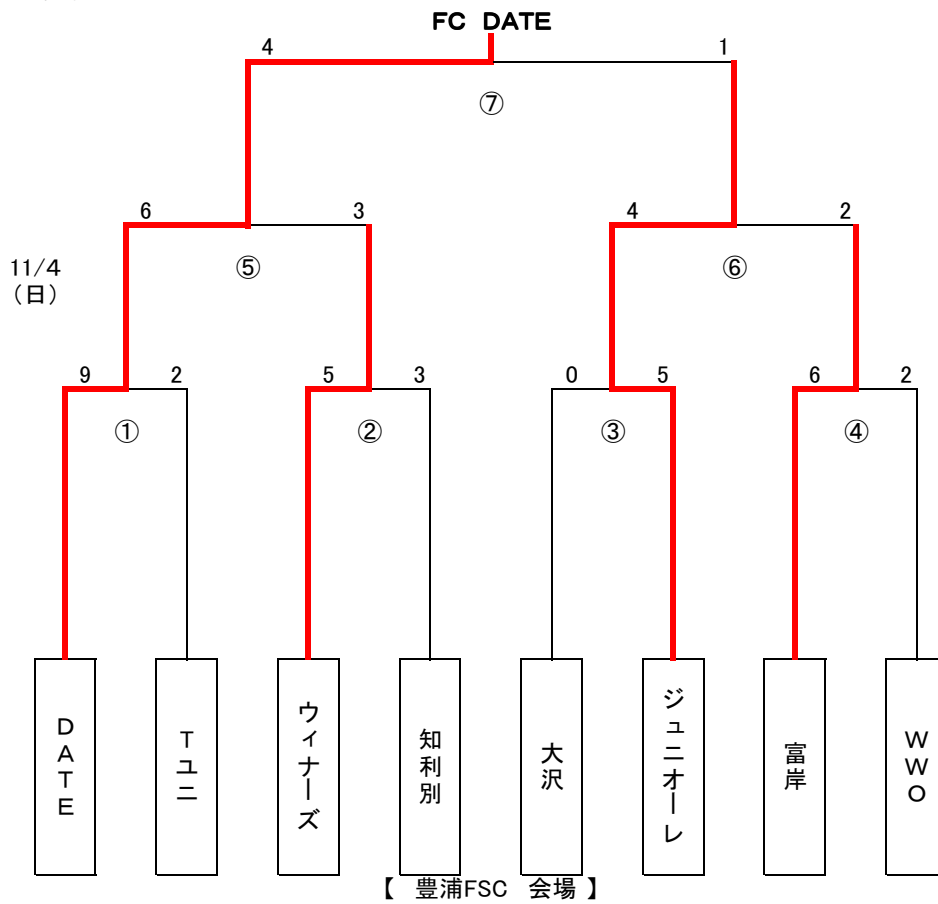 FC DATE
4 1
⑦
6 3 4 2
11/4
（日）
⑤ ⑥
9 2 5 3 0 5 6 2
① ② ③ ④
DATE
Tユニ
ウィナーズ
知利別
大沢
ジュニオーレ
富岸
WWO
【 豊浦FSC 会場 】